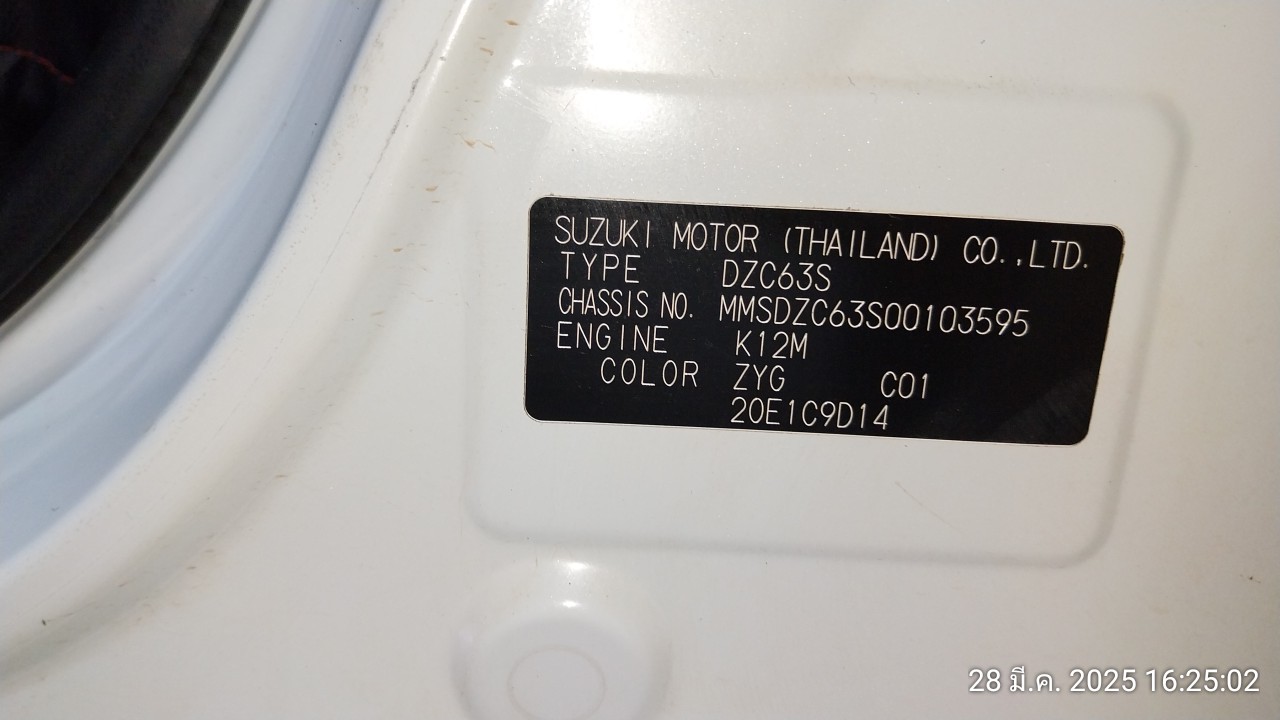 SUZUKI MOTOR (THAILAND) CO.,LTD.
TYPE DZC63S
CHASSIS NO. MMSDZC63S00103595
ENGINE K12M
COLOR ZYG C01
20E1C9D14
28 มี.ค. 2025 16:25:02